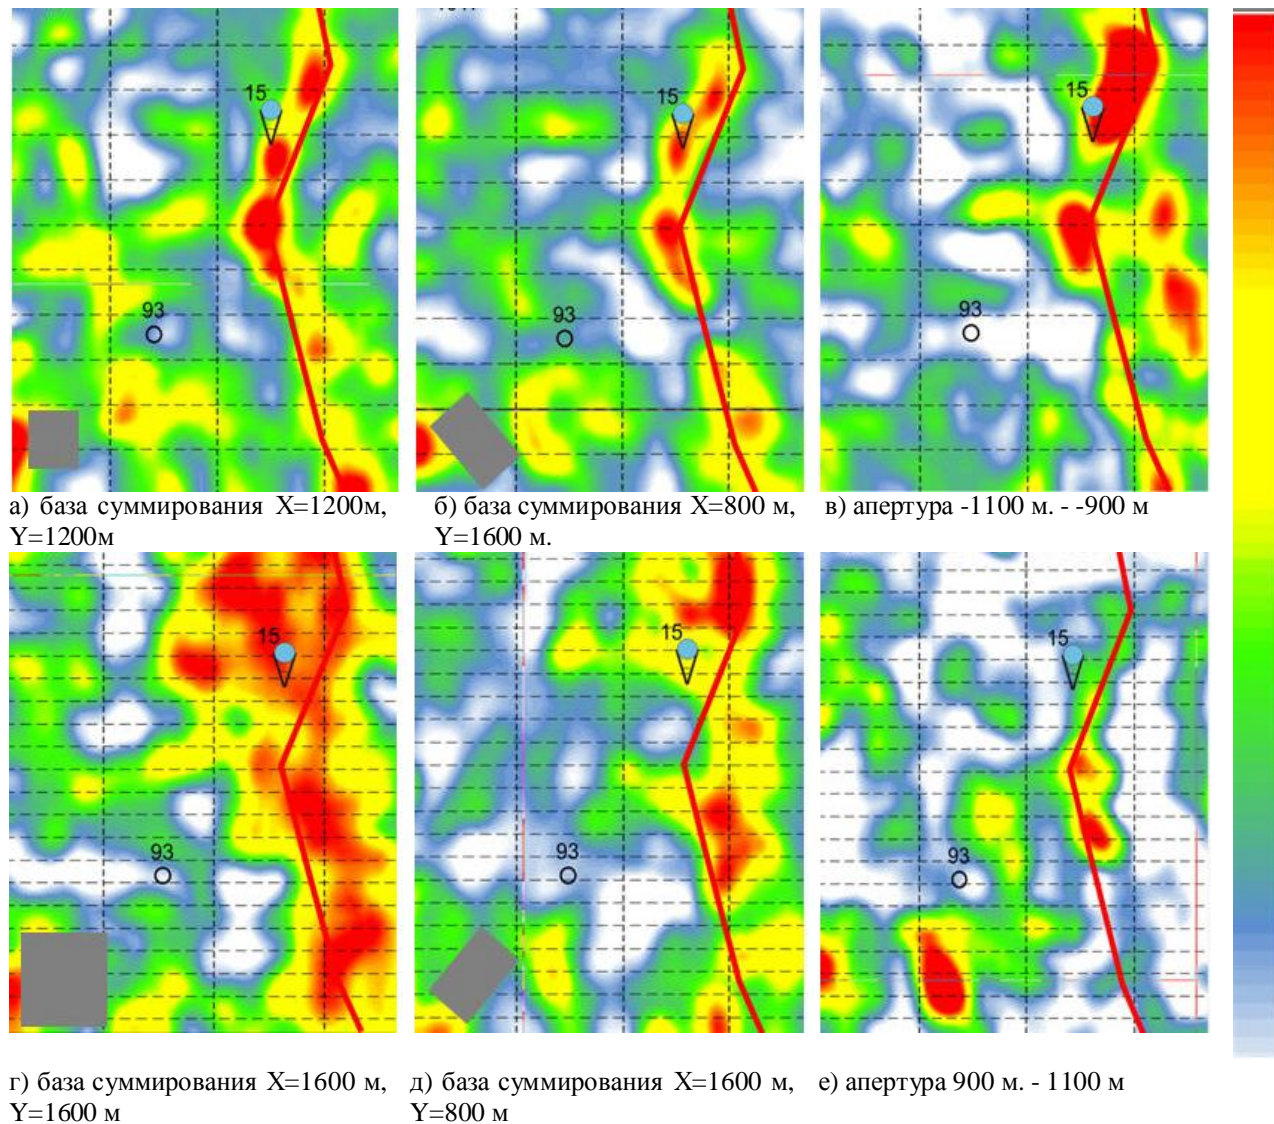 15
93
15
93
15
93
а) база суммирования X=1200м,
Y=1200м
б) база суммирования X=800 м,
Y=1600 м.
в) апертура -1100 м. - -900 м
15
93
15
93
15
93
г) база суммирования X=1600 м,
Y=1600 м
д) база суммирования X=1600 м,
Y=800 м
е) апертура 900 м. - 1100 м